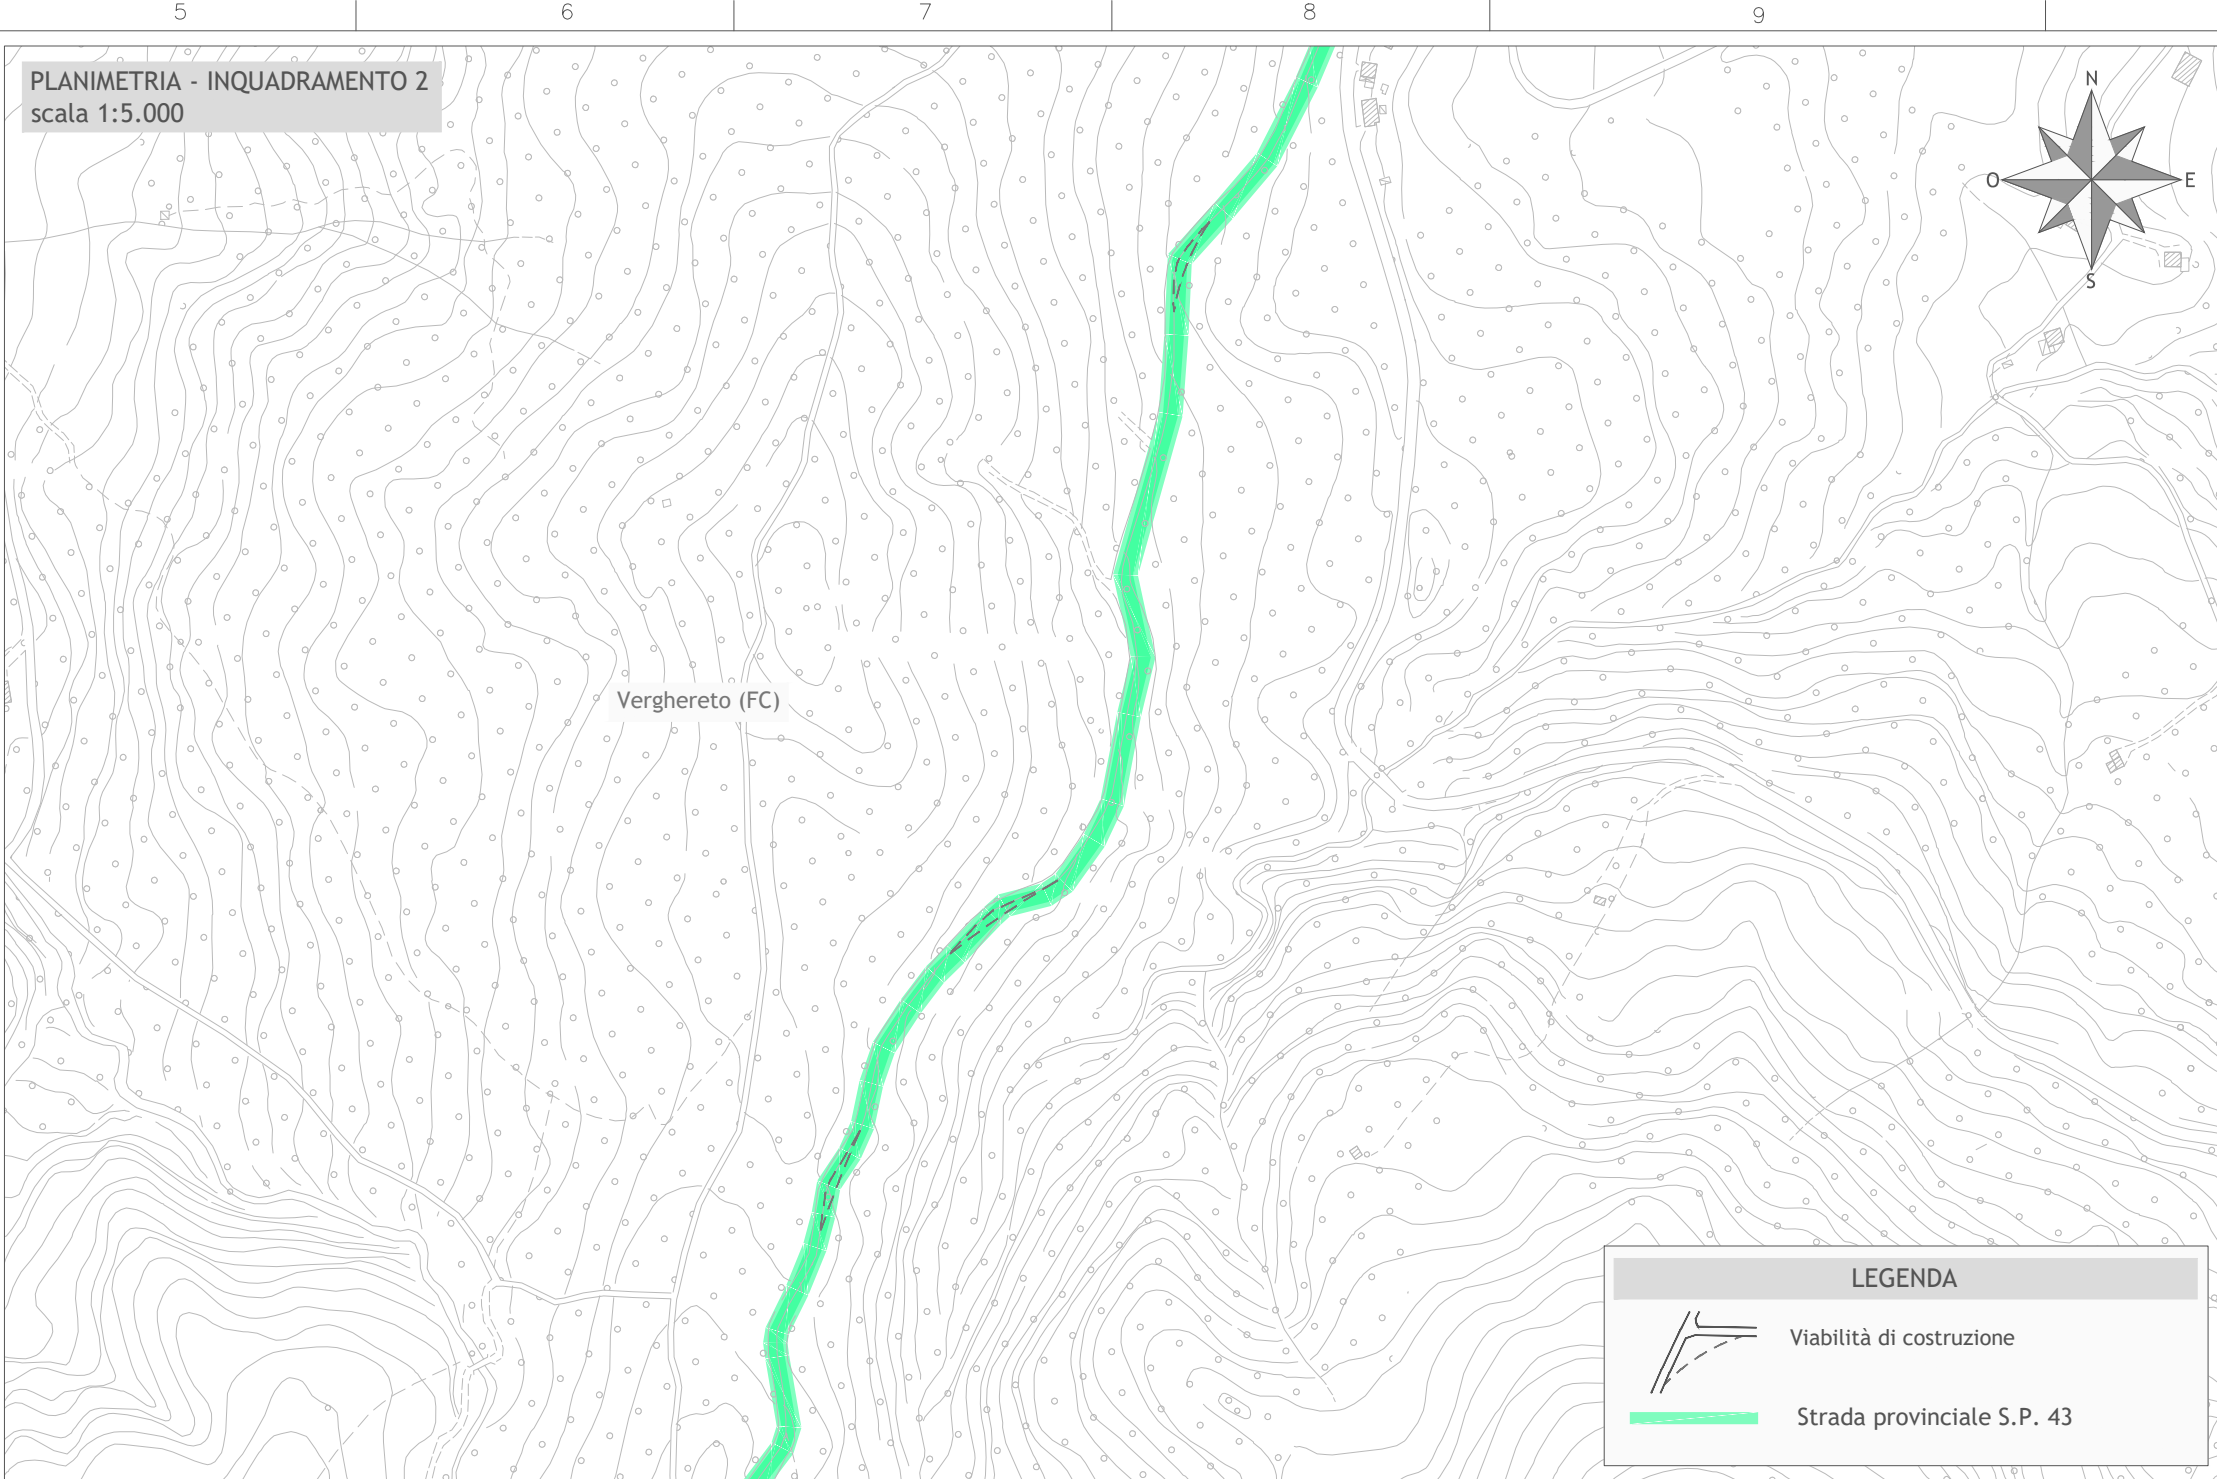 5 6 7 8 9
PLANIMETRIA - INQUADRAMENTO 2
scala 1:5.000
N
O E
S
Verghereto (FC)
LEGENDA
Viabilità di costruzione
Strada provinciale S.P. 43